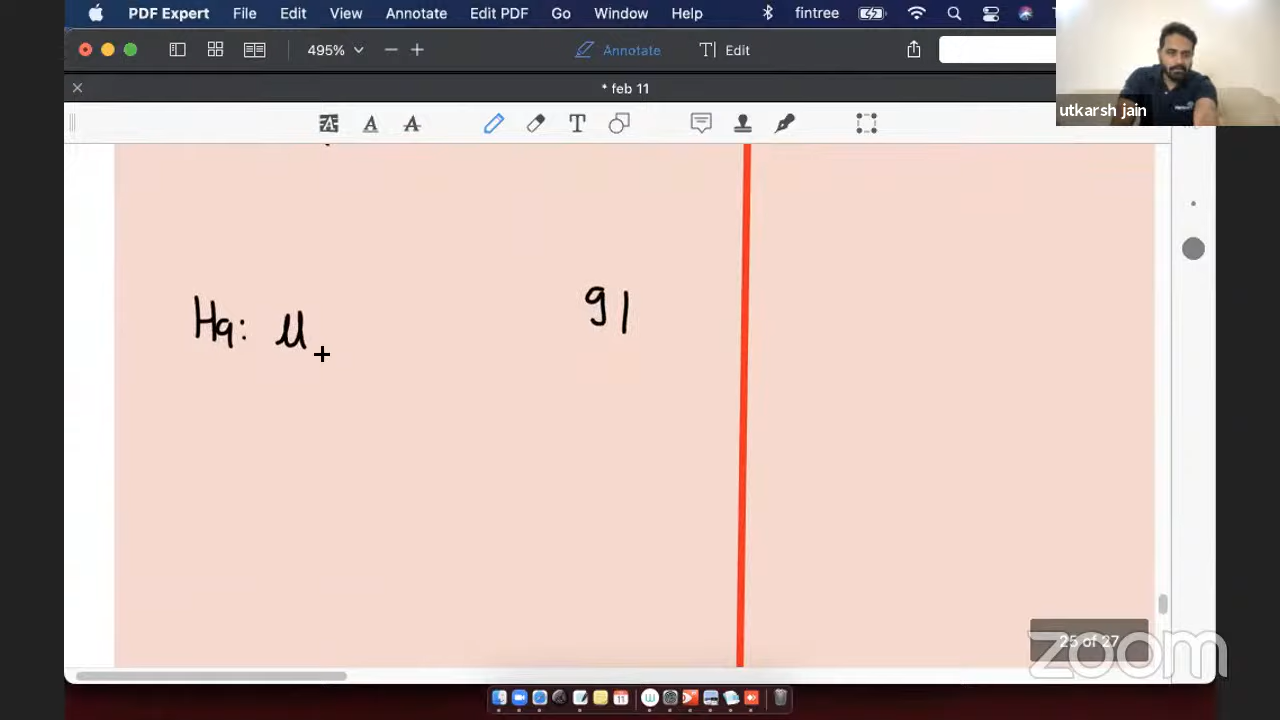 PDF Expert File Edit View Annotate Edit PDF Go Window Help fintree
495% Annotate T Edit
* feb 11
utkarsh jain
A A A T
Ha: μ 91
25 of 27
zoom
11